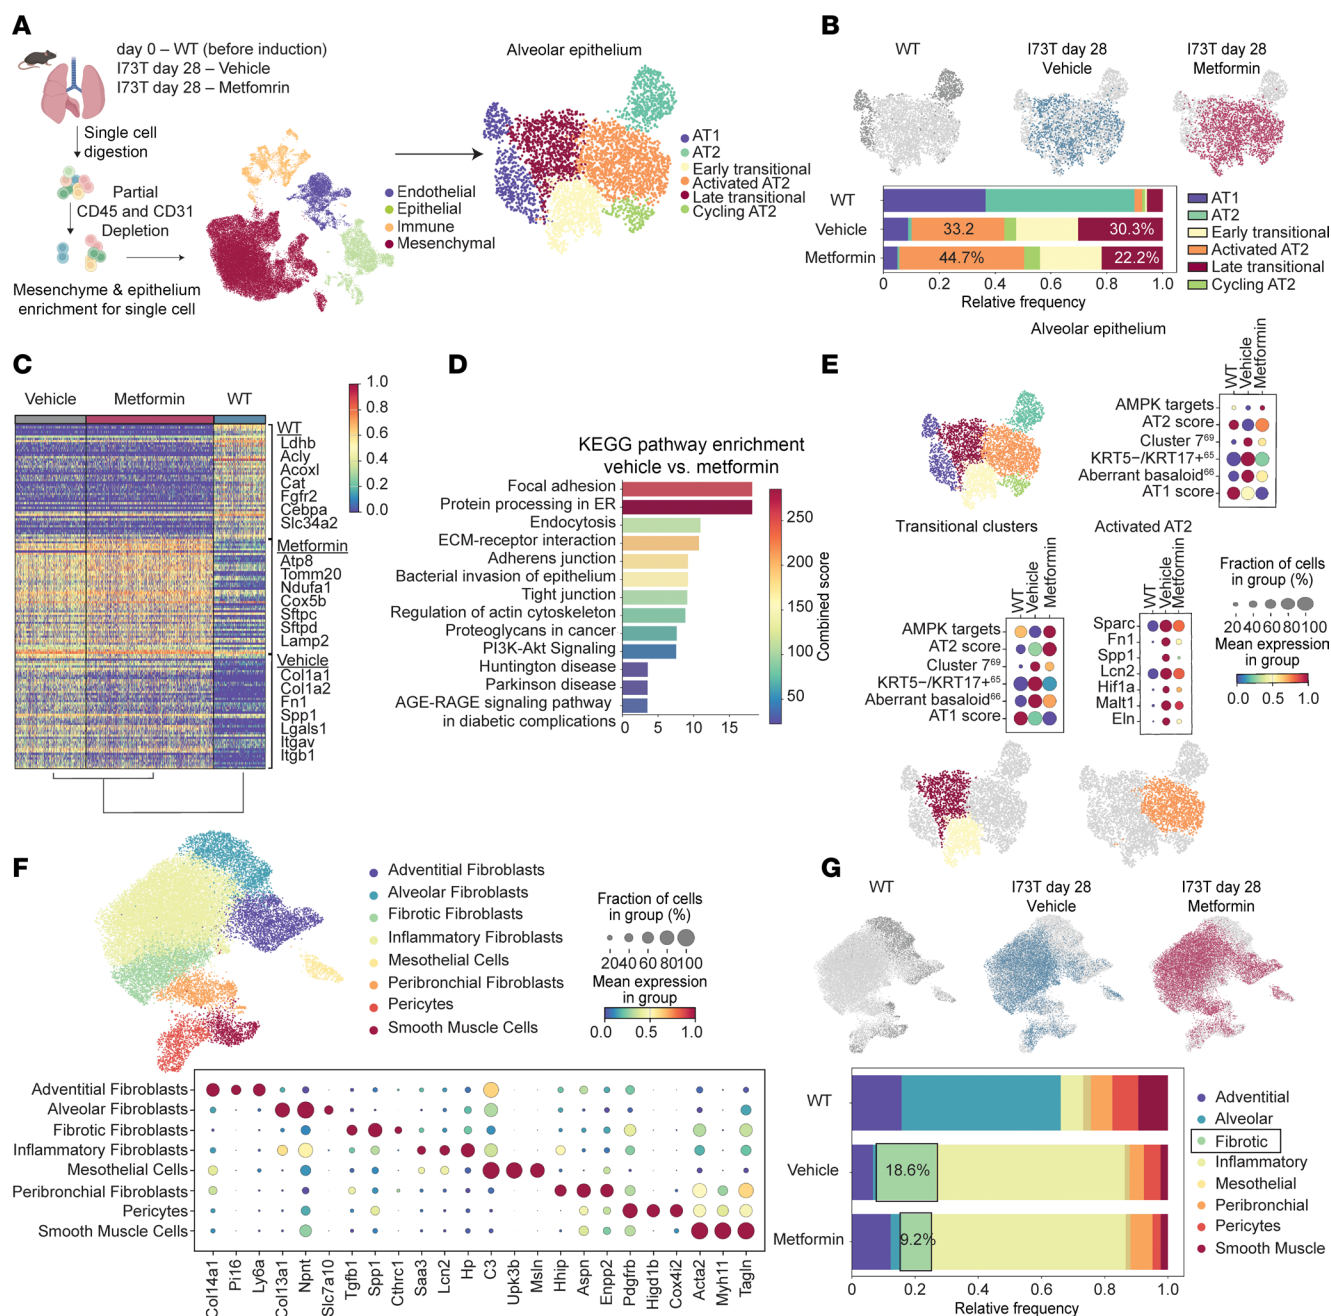 A
day 0 – WT (before induction)
I73T day 28 – Vehicle
I73T day 28 – Metfomrin
Single cell
digestion
Partial
CD45 and CD31
Depletion
Mesenchyme & epithelium
enrichment for single cell
Endothelial
Epithelial
Immune
Mesenchymal
Alveolar epithelium
AT1
AT2
Early transitional
Activated AT2
Late transitional
Cycling AT2
B
WT
I73T day 28
Vehicle
I73T day 28
Metformin
WT
Vehicle
Metformin
33.2
30.3%
44.7%
22.2%
0 0.2 0.4 0.6 0.8 1.0
Relative frequency
Alveolar epithelium
AT1
AT2
Early transitional
Activated AT2
Late transitional
Cycling AT2
C
Vehicle
Metformin
WT
1.0
0.8
0.6
0.4
0.2
0.0
WT
Ldhb
Acly
Acoxl
Cat
Fgfr2
Cebpa
Slc34a2
Metformin
Atp8
Tomm20
Ndufa1
Cox5b
Sftpc
Sftpd
Lamp2
Vehicle
Col1a1
Col1a2
Fn1
Spp1
Lgals1
Itgav
Itgb1
D
KEGG pathway enrichment
vehicle vs. metformin
Focal adhesion
Protein processing in ER
Endocytosis
ECM-receptor interaction
Adherens junction
Bacterial invasion of epithelium
Tight junction
Regulation of actin cytoskeleton
Proteoglycans in cancer
PI3K-Akt Signaling
Huntington disease
Parkinson disease
AGE-RAGE signaling pathway
in diabetic complications
0 5 10 15
250
200
150
100
50
Combined score
E
WT
Vehicle
Metformin
AMPK targets
AT2 score
Cluster 7⁶⁹
KRT5−/KRT17+⁶⁵
Aberrant basaloid⁶⁶
AT1 score
Transitional clusters
WT
Vehicle
Metformin
AMPK targets
AT2 score
Cluster 7⁶⁹
KRT5−/KRT17+⁶⁵
Aberrant basaloid⁶⁶
AT1 score
Activated AT2
WT
Vehicle
Metformin
Sparc
Fn1
Spp1
Lcn2
Hif1a
Malt1
Eln
Fraction of cells
in group (%)
20 40 60 80 100
Mean expression
in group
0.0 0.5 1.0
F
Adventitial Fibroblasts
Alveolar Fibroblasts
Fibrotic Fibroblasts
Inflammatory Fibroblasts
Mesothelial Cells
Peribronchial Fibroblasts
Pericytes
Smooth Muscle Cells
Fraction of cells
in group (%)
20 40 60 80 100
Mean expression
in group
0.0 0.5 1.0
Adventitial Fibroblasts
Alveolar Fibroblasts
Fibrotic Fibroblasts
Inflammatory Fibroblasts
Mesothelial Cells
Peribronchial Fibroblasts
Pericytes
Smooth Muscle Cells
Col14a1
Pi16
Ly6a
Col13a1
Npnt
Slc7a10
Tgfb1
Spp1
Cthrc1
Saa3
Lcn2
Hp
C3
Upk3b
Msln
Hhip
Aspn
Enpp2
Pdgfrb
Higd1b
Cox4i2
Acta2
Myh11
Tagln
G
WT
I73T day 28
Vehicle
I73T day 28
Metformin
WT
Vehicle
Metformin
18.6%
9.2%
0 0.2 0.4 0.6 0.8 1.0
Relative frequency
Adventitial
Alveolar
Fibrotic
Inflammatory
Mesothelial
Peribronchial
Pericytes
Smooth Muscle